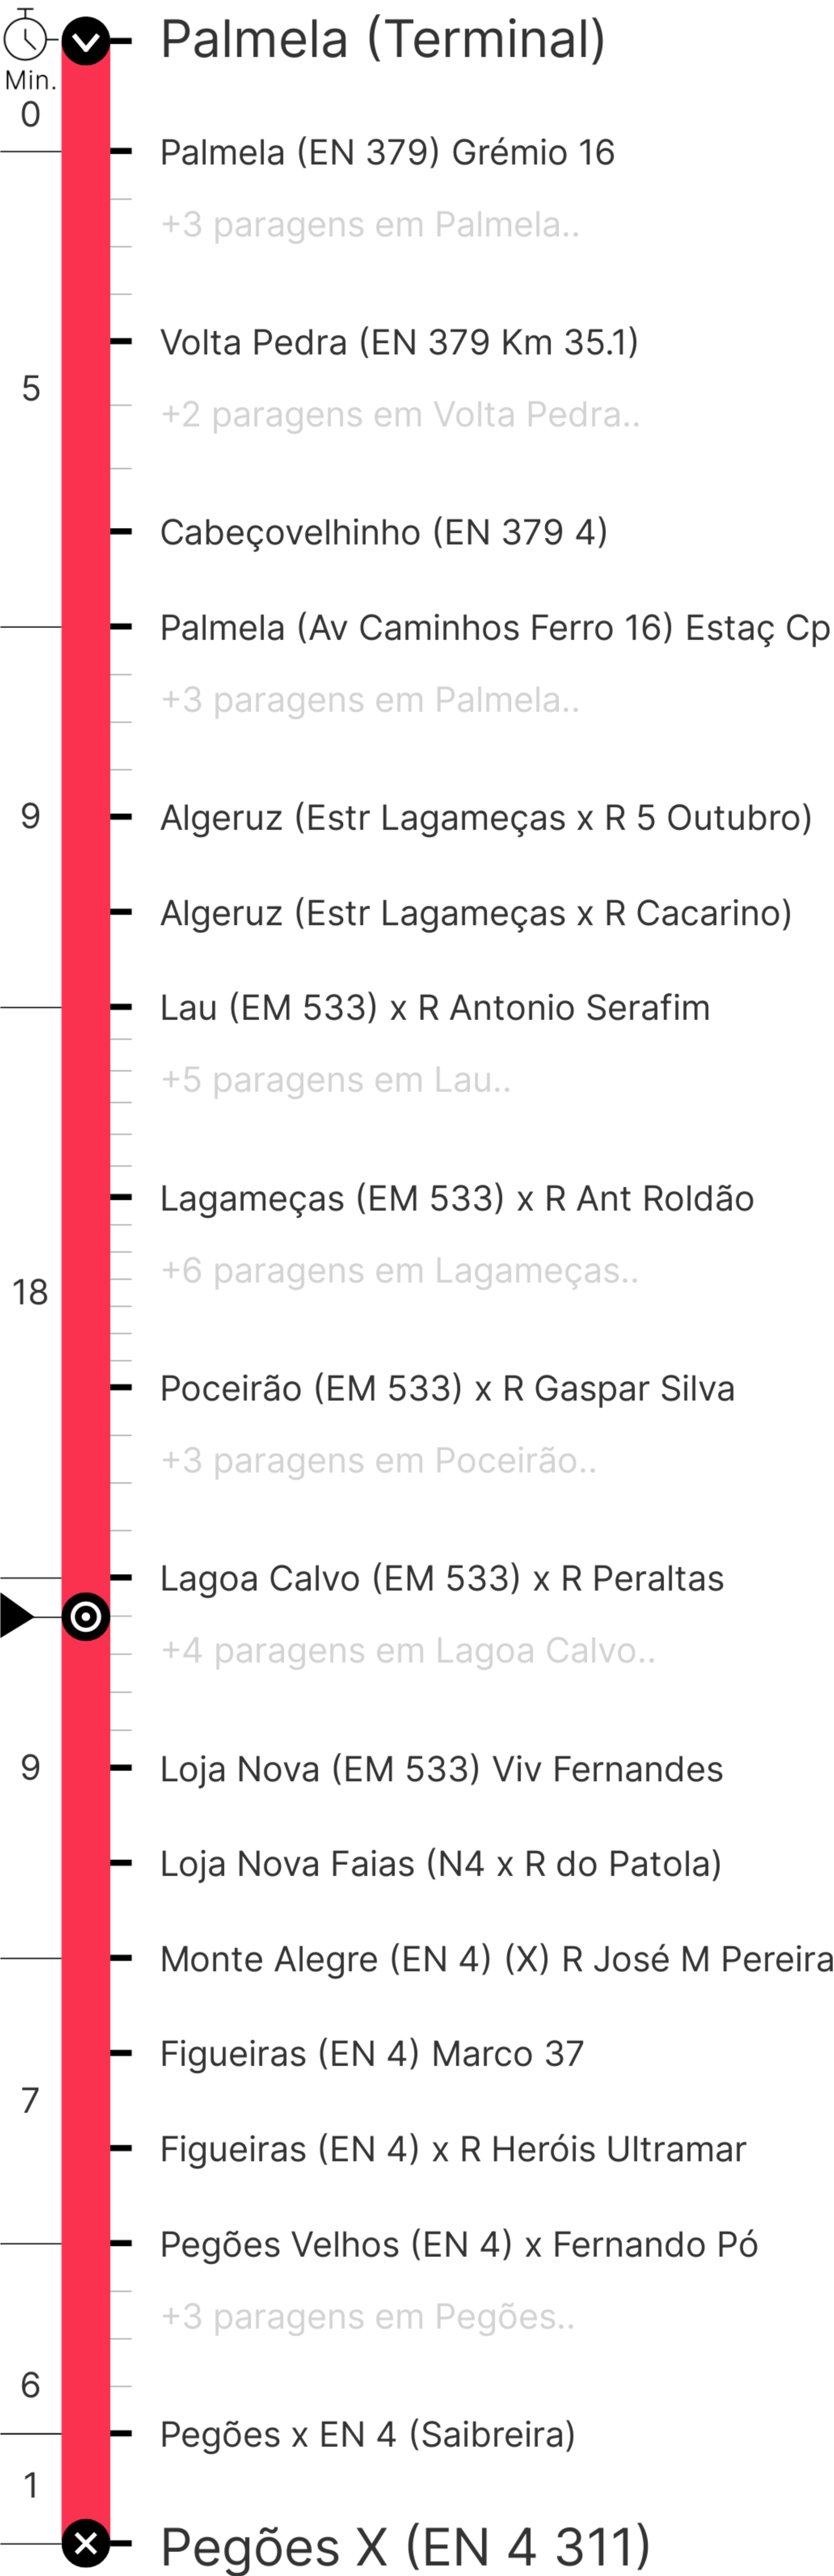 Palmela (Terminal)
Min.
0
Palmela (EN 379) Grémio 16
+3 paragens em Palmela..
Volta Pedra (EN 379 Km 35.1)
5
+2 paragens em Volta Pedra..
Cabeçovelhinho (EN 379 4)
Palmela (Av Caminhos Ferro 16) Estaç Cp
+3 paragens em Palmela..
9
Algeruz (Estr Lagameças x R 5 Outubro)
Algeruz (Estr Lagameças x R Cacarino)
Lau (EM 533) x R Antonio Serafim
+5 paragens em Lau..
Lagameças (EM 533) x R Ant Roldão
+6 paragens em Lagameças..
18
Poceirão (EM 533) x R Gaspar Silva
+3 paragens em Poceirão..
Lagoa Calvo (EM 533) x R Peraltas
+4 paragens em Lagoa Calvo..
9
Loja Nova (EM 533) Viv Fernandes
Loja Nova Faias (N4 x R do Patola)
Monte Alegre (EN 4) (X) R José M Pereira
Figueiras (EN 4) Marco 37
7
Figueiras (EN 4) x R Heróis Ultramar
Pegões Velhos (EN 4) x Fernando Pó
+3 paragens em Pegões..
6
Pegões x EN 4 (Saibreira)
1
Pegões X (EN 4 311)